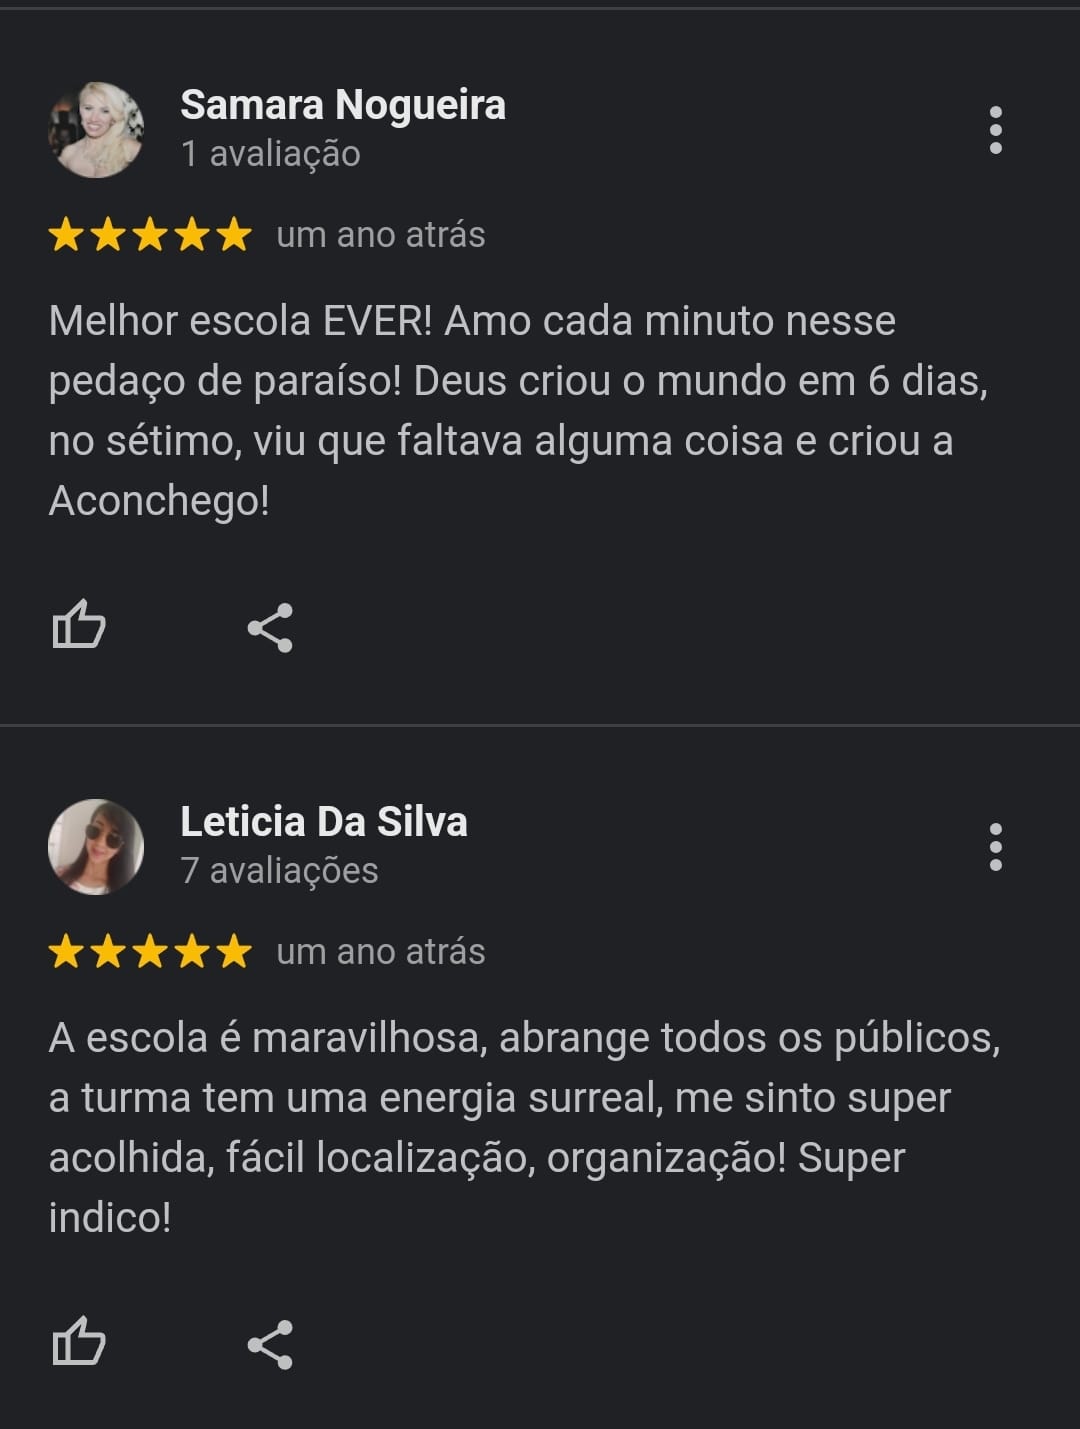 Samara Nogueira
1 avaliação
um ano atrás
Melhor escola EVER! Amo cada minuto nesse
pedaço de paraíso! Deus criou o mundo em 6 dias,
no sétimo, viu que faltava alguma coisa e criou a
Aconchego!
Leticia Da Silva
7 avaliações
um ano atrás
A escola é maravilhosa, abrange todos os públicos,
a turma tem uma energia surreal, me sinto super
acolhida, fácil localização, organização! Super
indico!